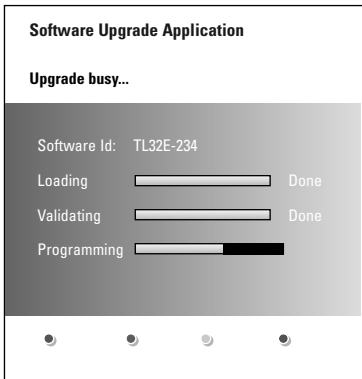 Software Upgrade Application
Upgrade busy...
Software Id: TL32E-234
Loading Done
Validating Done
Programming